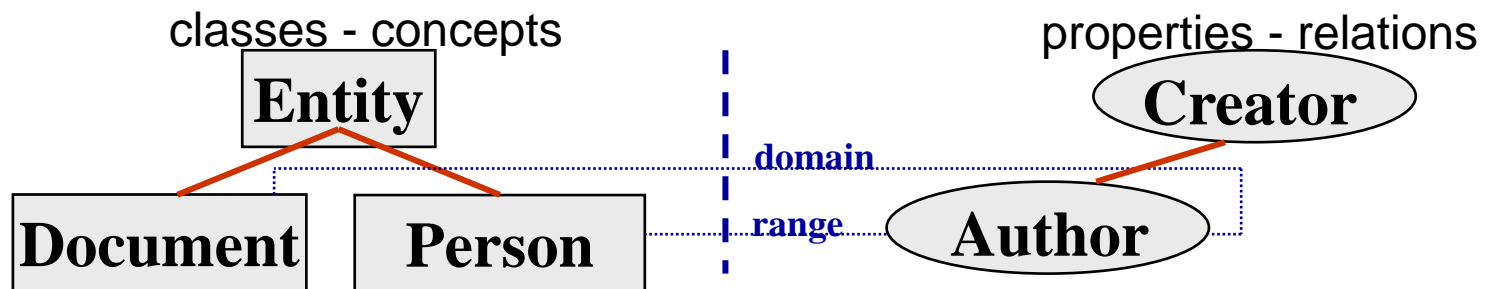 classes - concepts
properties - relations
Entity
Creator
domain
Document
Person
range
Author